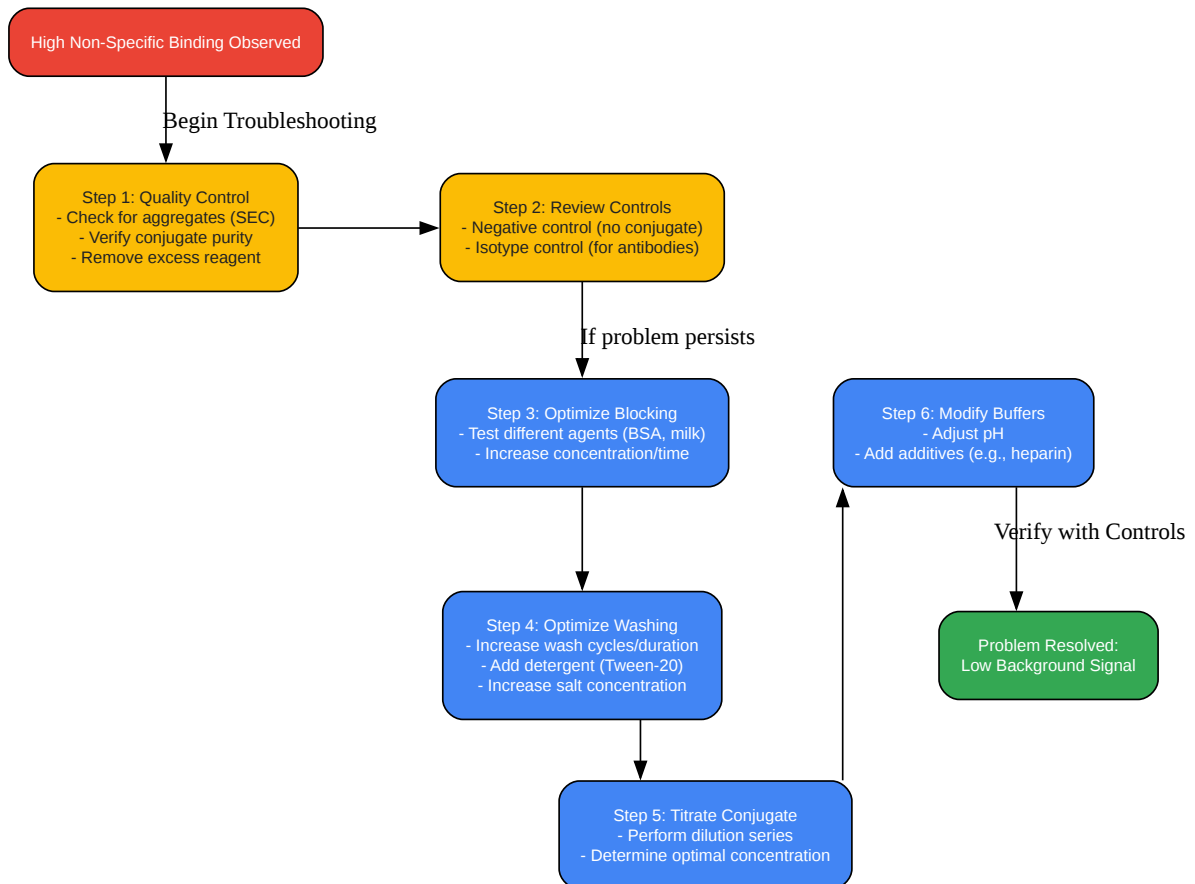 High Non-Specific Binding Observed
Begin Troubleshooting
Step 1: Quality Control
- Check for aggregates (SEC)
- Verify conjugate purity
- Remove excess reagent
Step 2: Review Controls
- Negative control (no conjugate)
- Isotype control (for antibodies)
If problem persists
Step 3: Optimize Blocking
- Test different agents (BSA, milk)
- Increase concentration/time
Step 4: Optimize Washing
- Increase wash cycles/duration
- Add detergent (Tween-20)
- Increase salt concentration
Step 5: Titrate Conjugate
- Perform dilution series
- Determine optimal concentration
Step 6: Modify Buffers
- Adjust pH
- Add additives (e.g., heparin)
Verify with Controls
Problem Resolved:
Low Background Signal